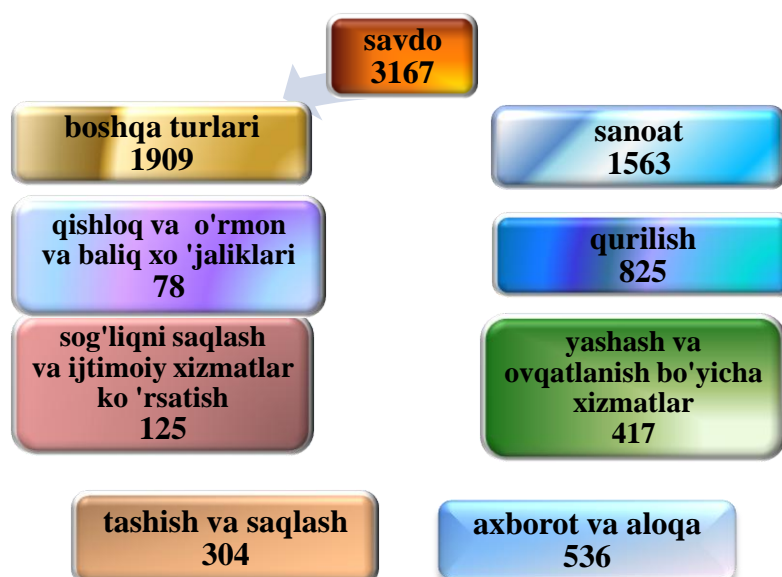 savdo
3167
boshqa turlari
1909
sanoat
1563
qishloq va o'rmon
va baliq xo 'jaliklari
78
qurilish
825
sog'liqni saqlash
va ijtimoiy xizmatlar
ko 'rsatish
125
yashash va
ovqatlanish bo'yicha
xizmatlar
417
tashish va saqlash
304
axborot va aloqa
536